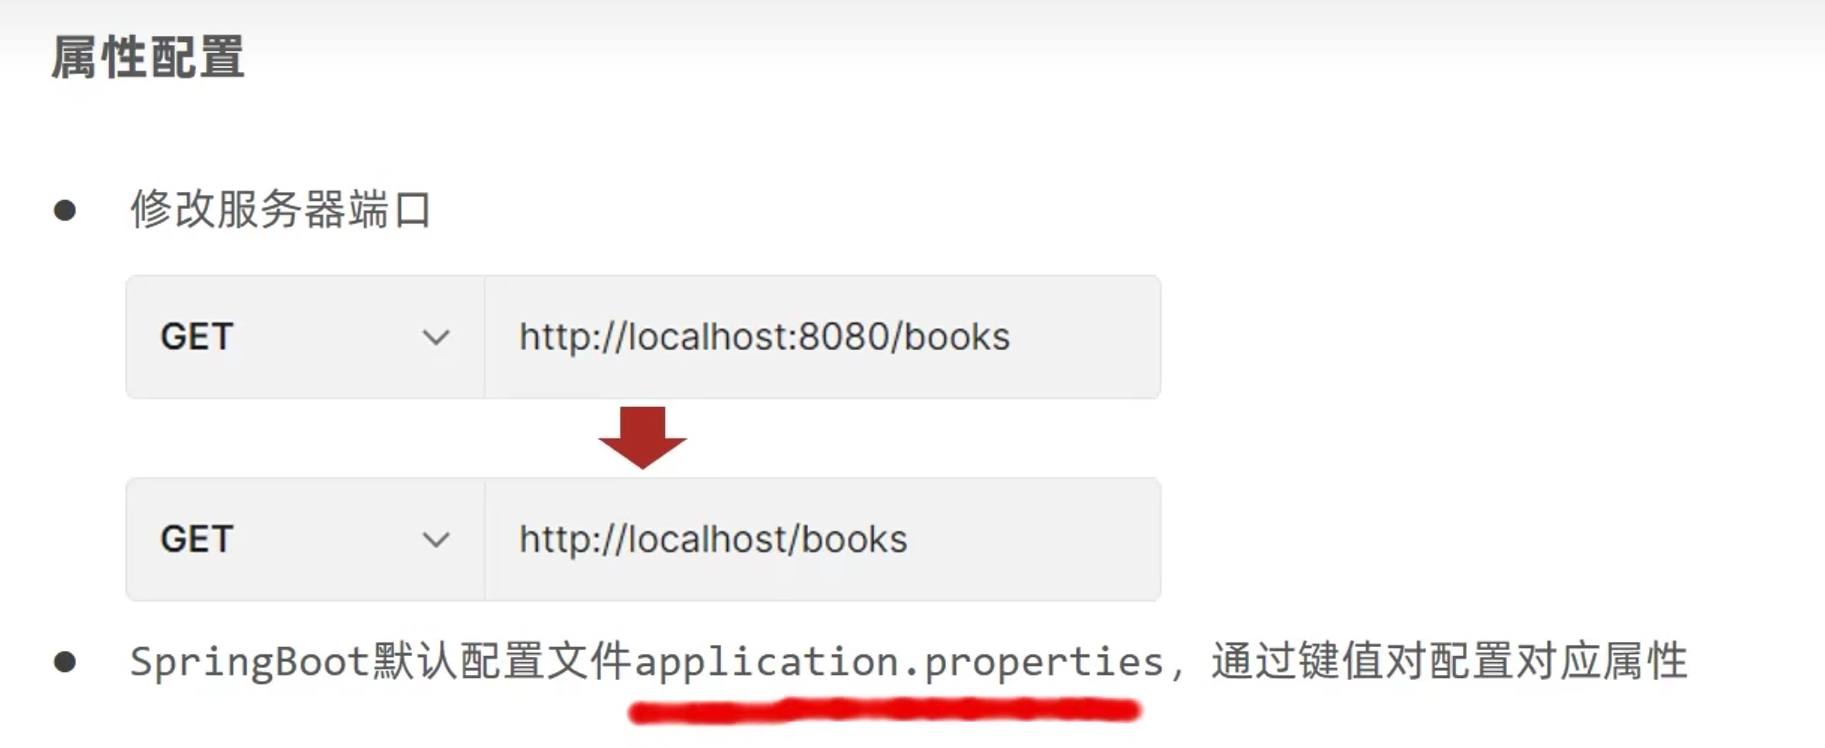 属性配置
修改服务器端口
GET http://localhost:8080/books
GET http://localhost/books
SpringBoot默认配置文件application.properties，通过键值对配置对应属性